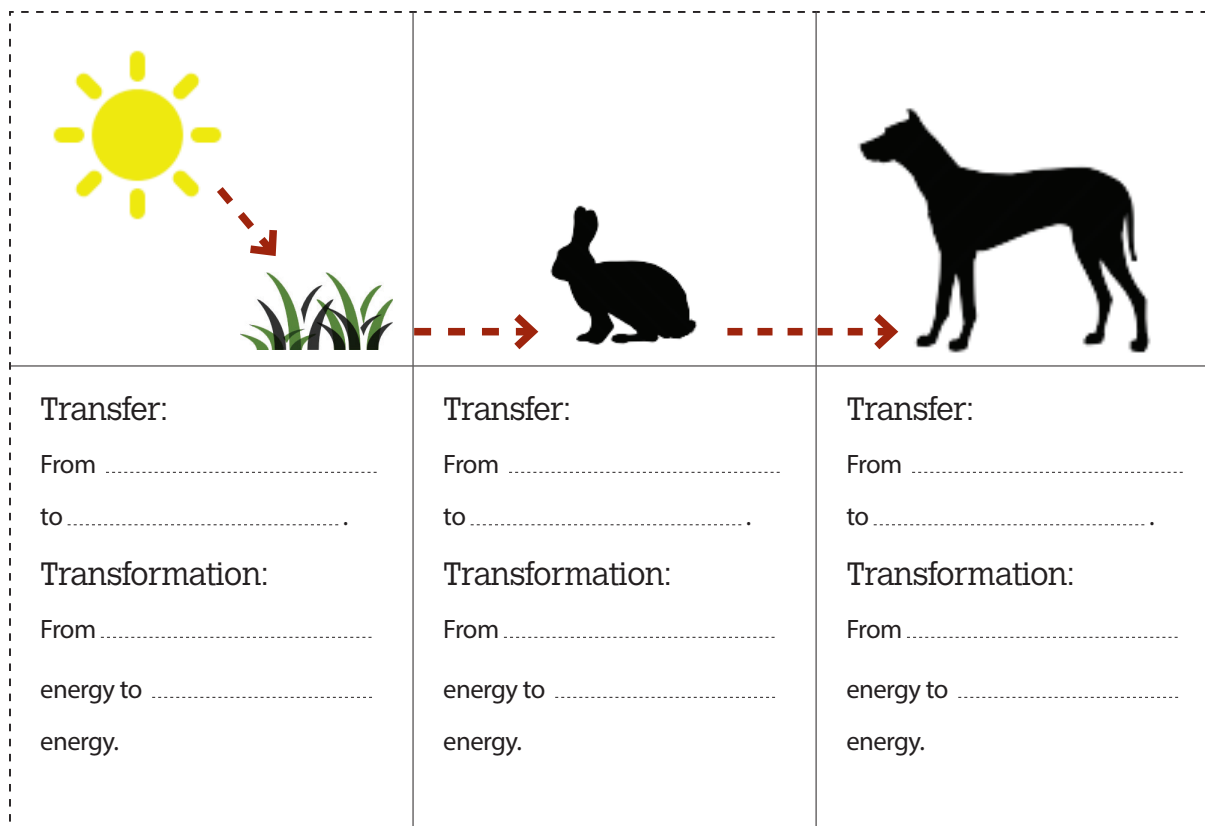 Transfer:
From
to .
Transformation:
From
energy to
energy.
Transfer:
From
to .
Transformation:
From
energy to
energy.
Transfer:
From
to .
Transformation:
From
energy to
energy.